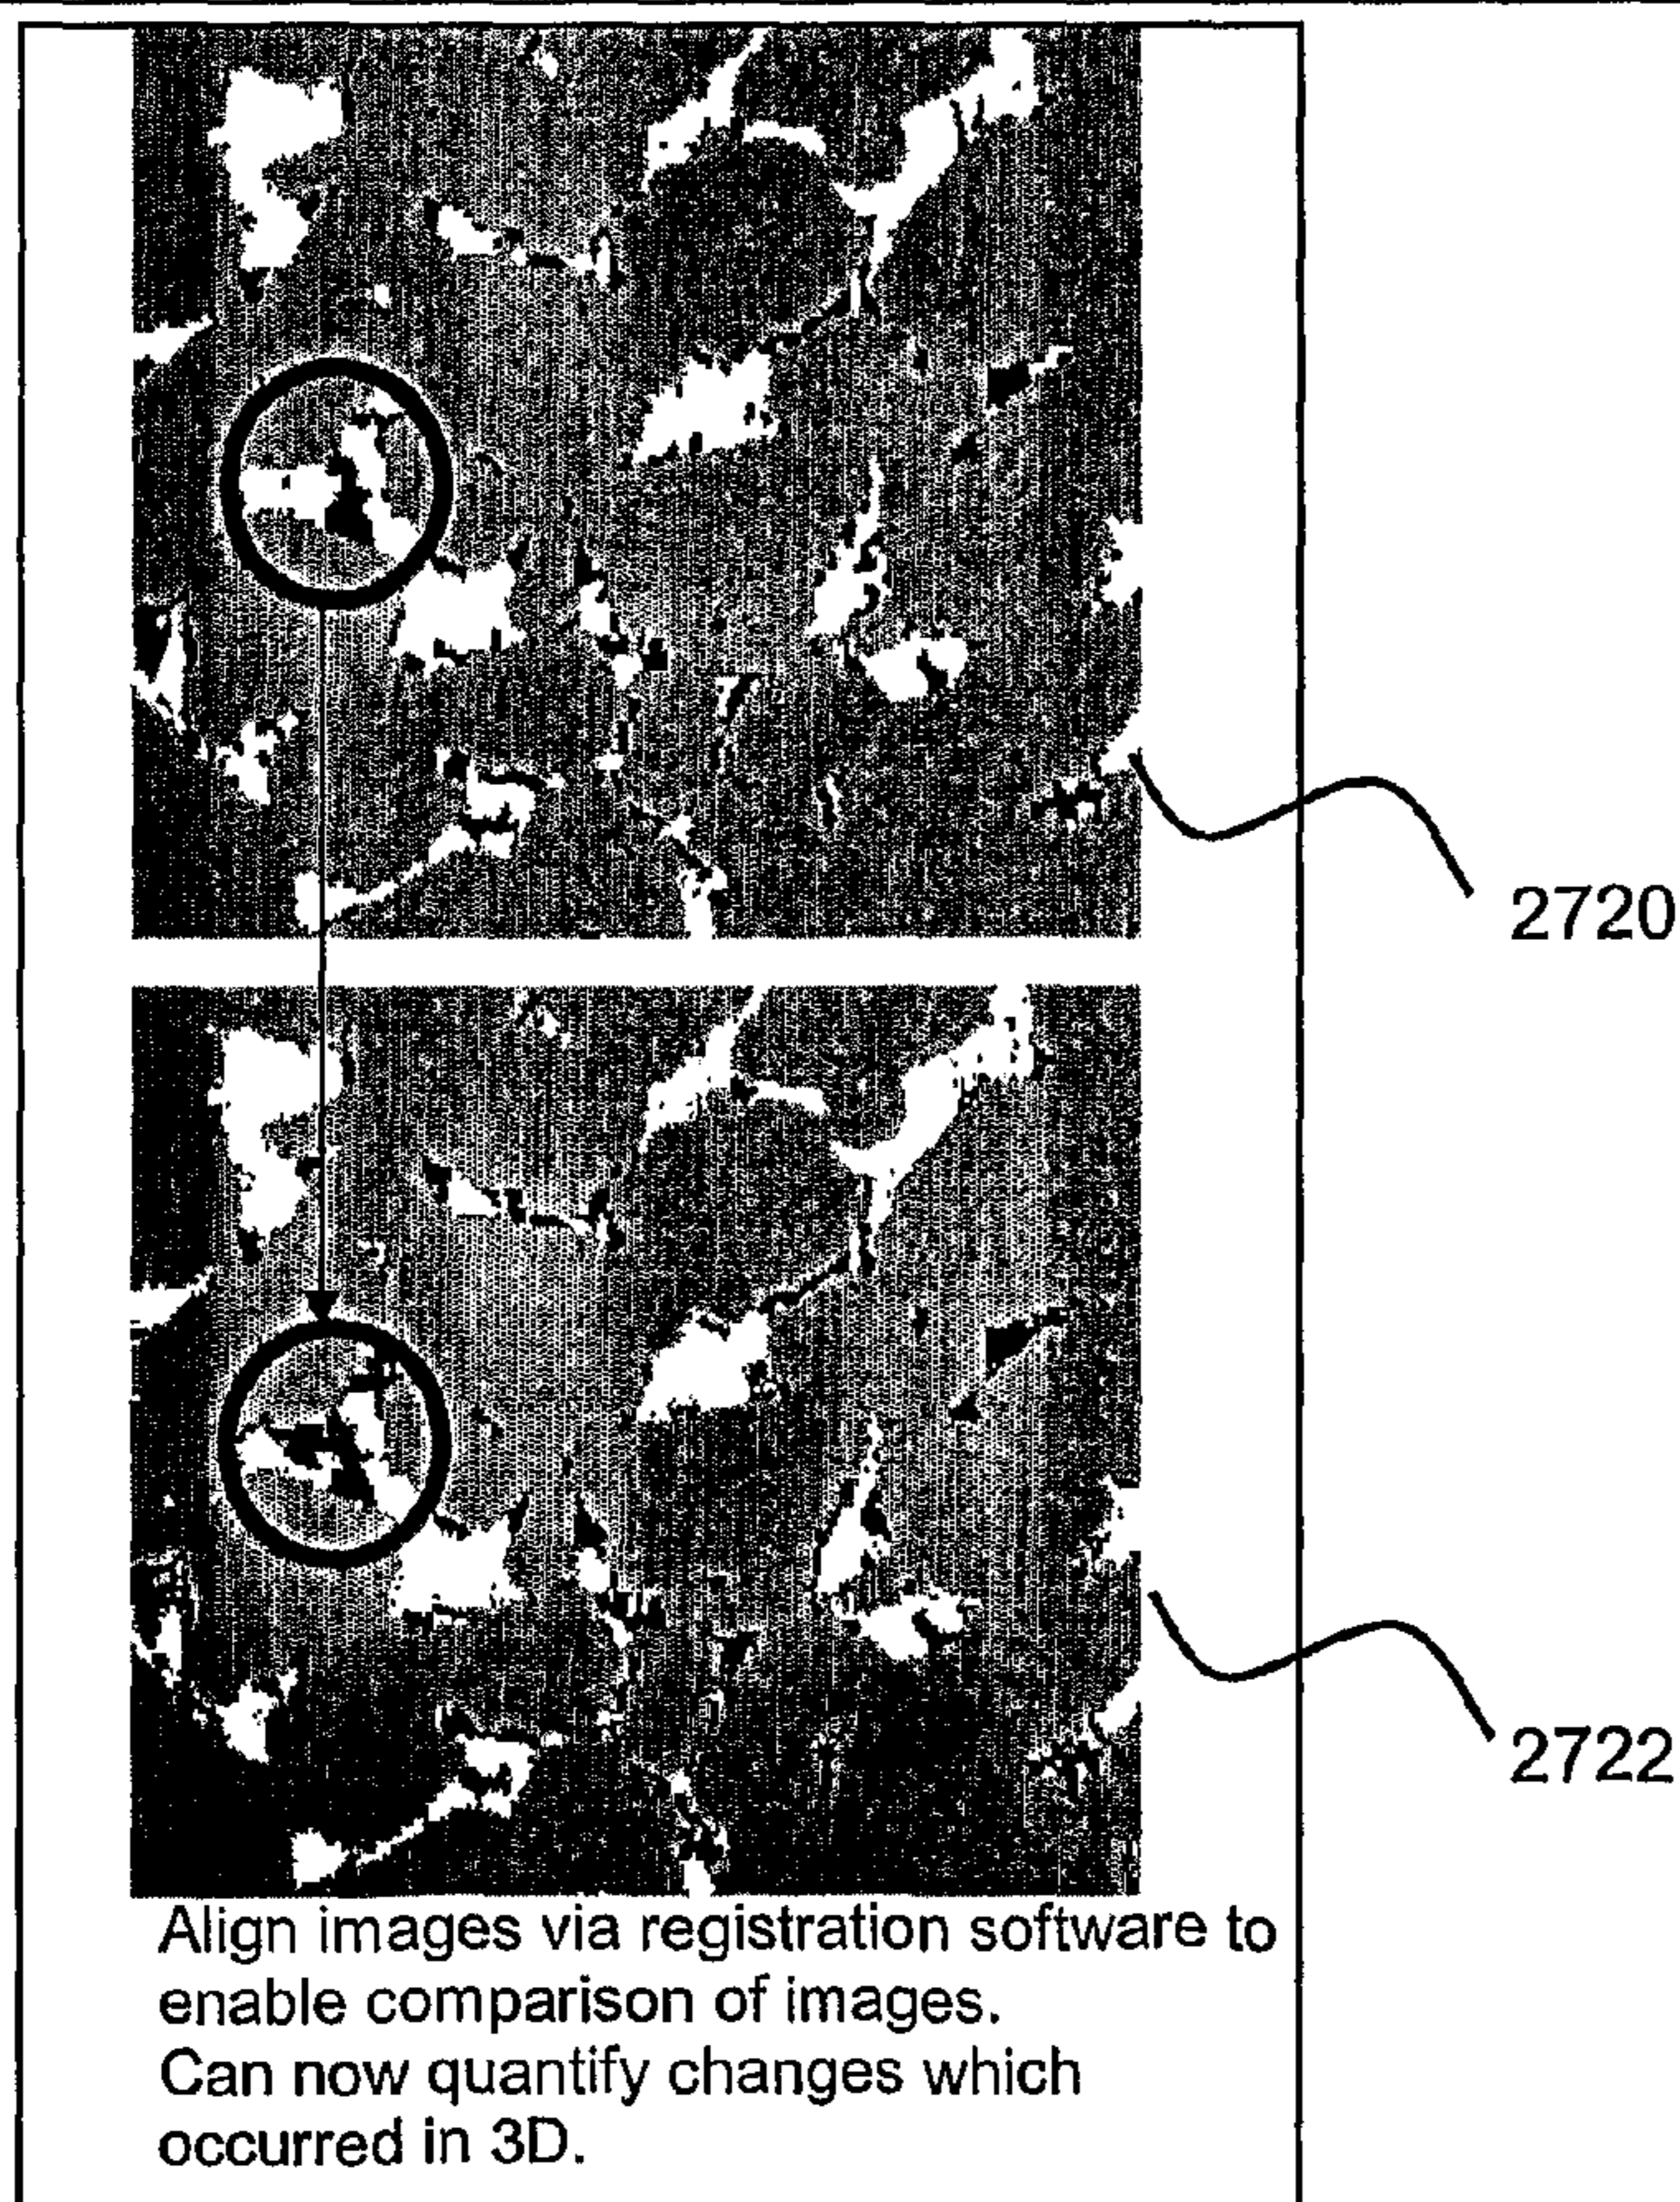 2720
2722
Align images via registration software to
enable comparison of images.
Can now quantify changes which
occurred in 3D.